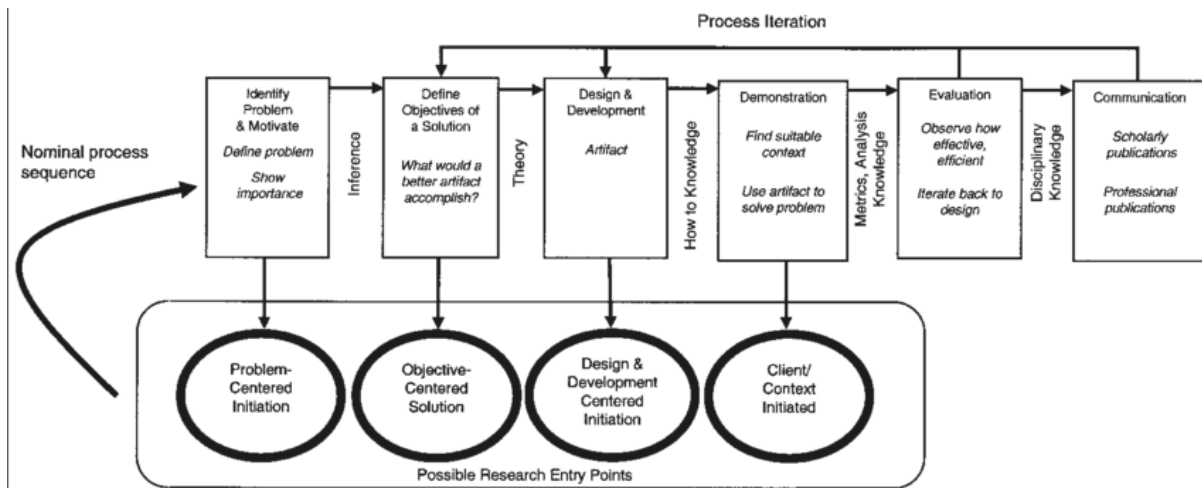 Process Iteration
Nominal process
sequence
Identify
Problem
& Motivate
Define problem
Show
importance
Inference
Define
Objectives of
a Solution
What would a
better artifact
accomplish?
Theory
Design &
Development
Artifact
How to Knowledge
Demonstration
Find suitable
context
Use artifact to
solve problem
Metrics, Analysis
Knowledge
Evaluation
Observe how
effective,
efficient
Iterate back to
design
Disciplinary
Knowledge
Communication
Scholarly
publications
Professional
publications
Problem-
Centered
Initiation
Objective-
Centered
Solution
Design &
Development
Centered
Initiation
Client/
Context
Initiated
Possible Research Entry Points